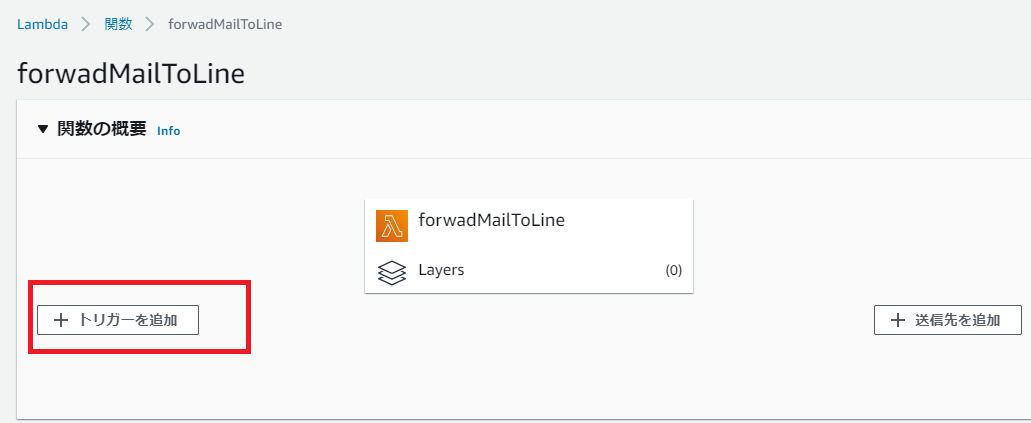 Lambda > 関数 > forwadMailToLine
forwadMailToLine
▼ 関数の概要 Info
forwadMailToLine
Layers (0)
+ トリガーを追加
+ 送信先を追加